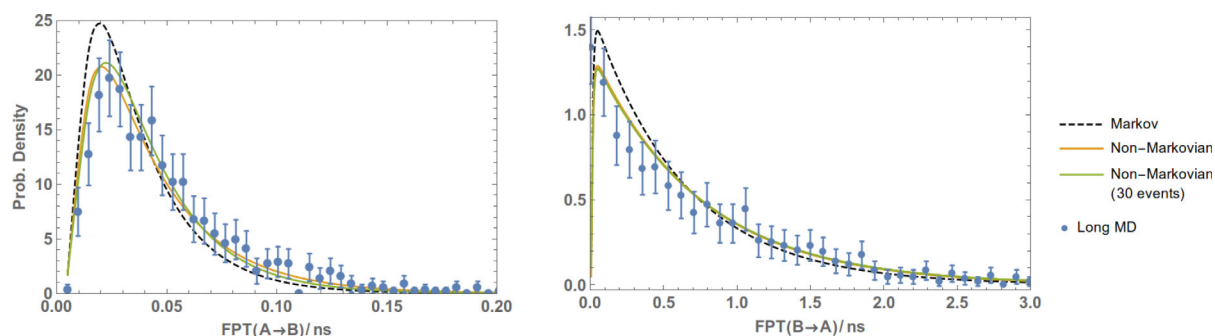 Prob. Density
25
20
15
10
5
0
0.00 0.05 0.10 0.15 0.20
FPT(A→B)/ ns
1.5
1.0
0.5
0.0
0.0 0.5 1.0 1.5 2.0 2.5 3.0
FPT(B→A)/ ns
Markov
Non-Markovian
Non-Markovian
(30 events)
Long MD